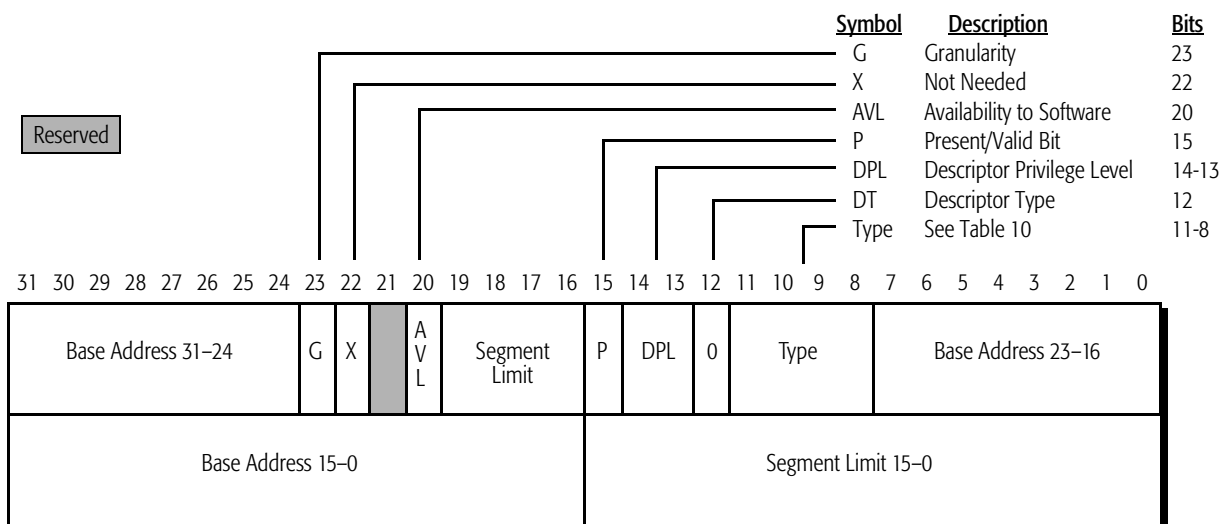 Symbol Description Bits
G Granularity 23
X Not Needed 22
AVL Availability to Software 20
P Present/Valid Bit 15
DPL Descriptor Privilege Level 14-13
DT Descriptor Type 12
Type See Table 10 11-8
Reserved
31 30 29 28 27 26 25 24 23 22 21 20 19 18 17 16 15 14 13 12 11 10 9 8 7 6 5 4 3 2 1 0
Base Address 31–24
G
X
A
V
L
Segment
Limit
P
DPL
0
Type
Base Address 23–16
Base Address 15–0
Segment Limit 15–0